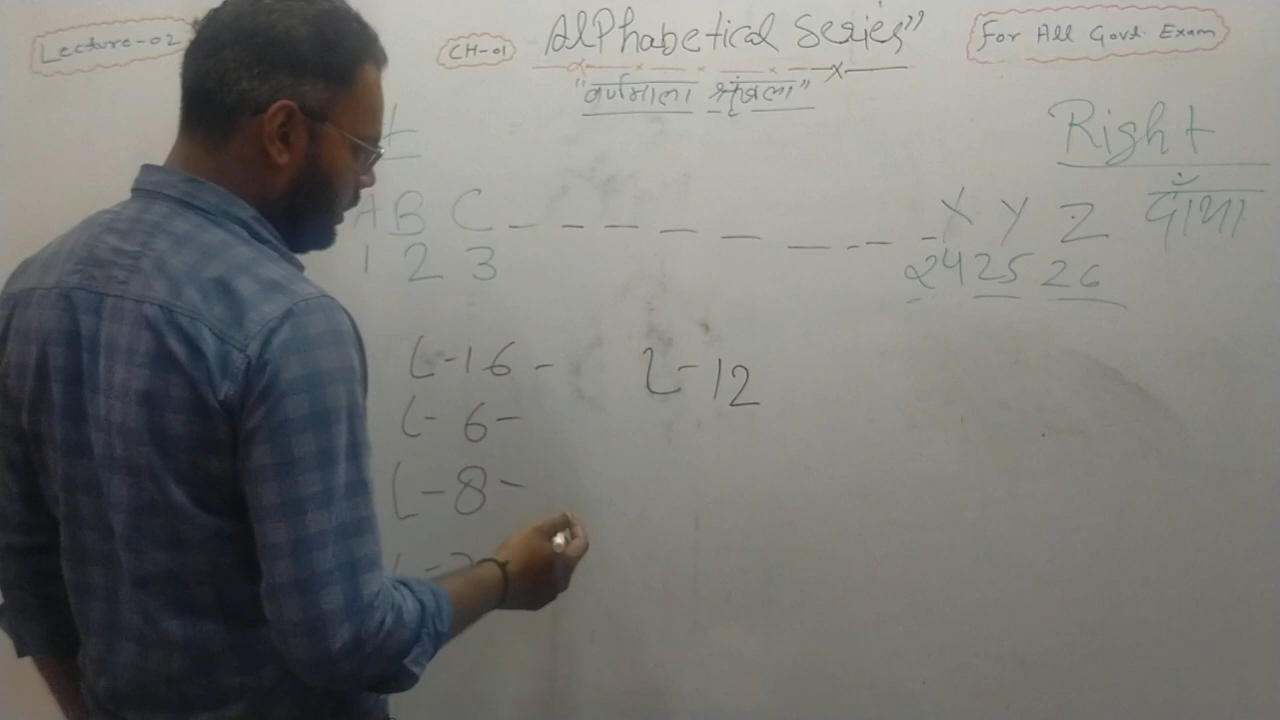 Lecture-02
CH-01
Alphabetical Series”
For All Govt. Exam
“वर्णमाला श्रृंखला”
Right
दाँया
A B C _ _ _ _ _ _ _ _ X Y Z
1 2 3 24 25 26
L-16- L-12
L-6-
L-8-